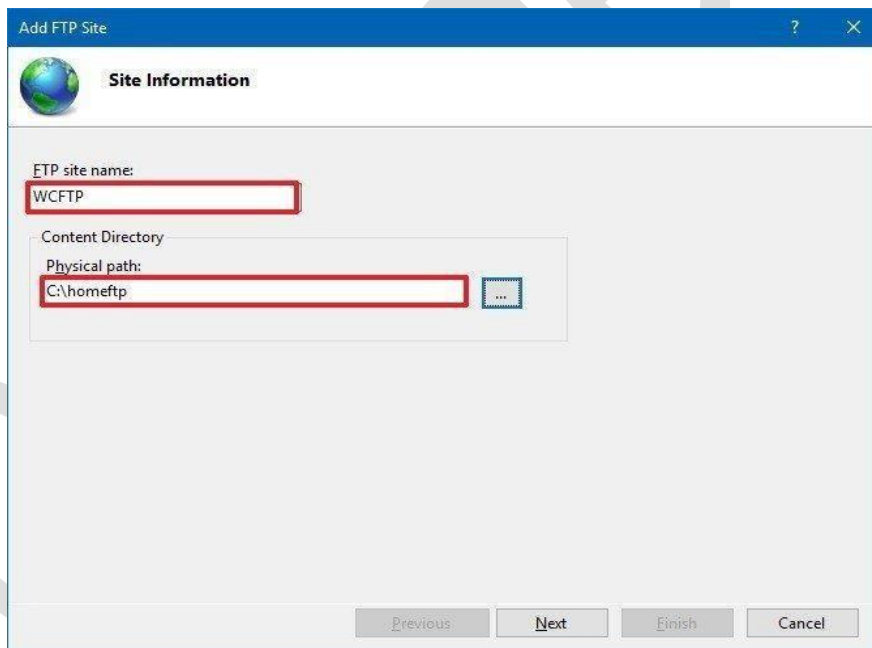 Add FTP Site
?
Site Information
FTP site name:
WCFTP
Content Directory
Physical path:
C:\homeftp
...
Previous Next Finish Cancel